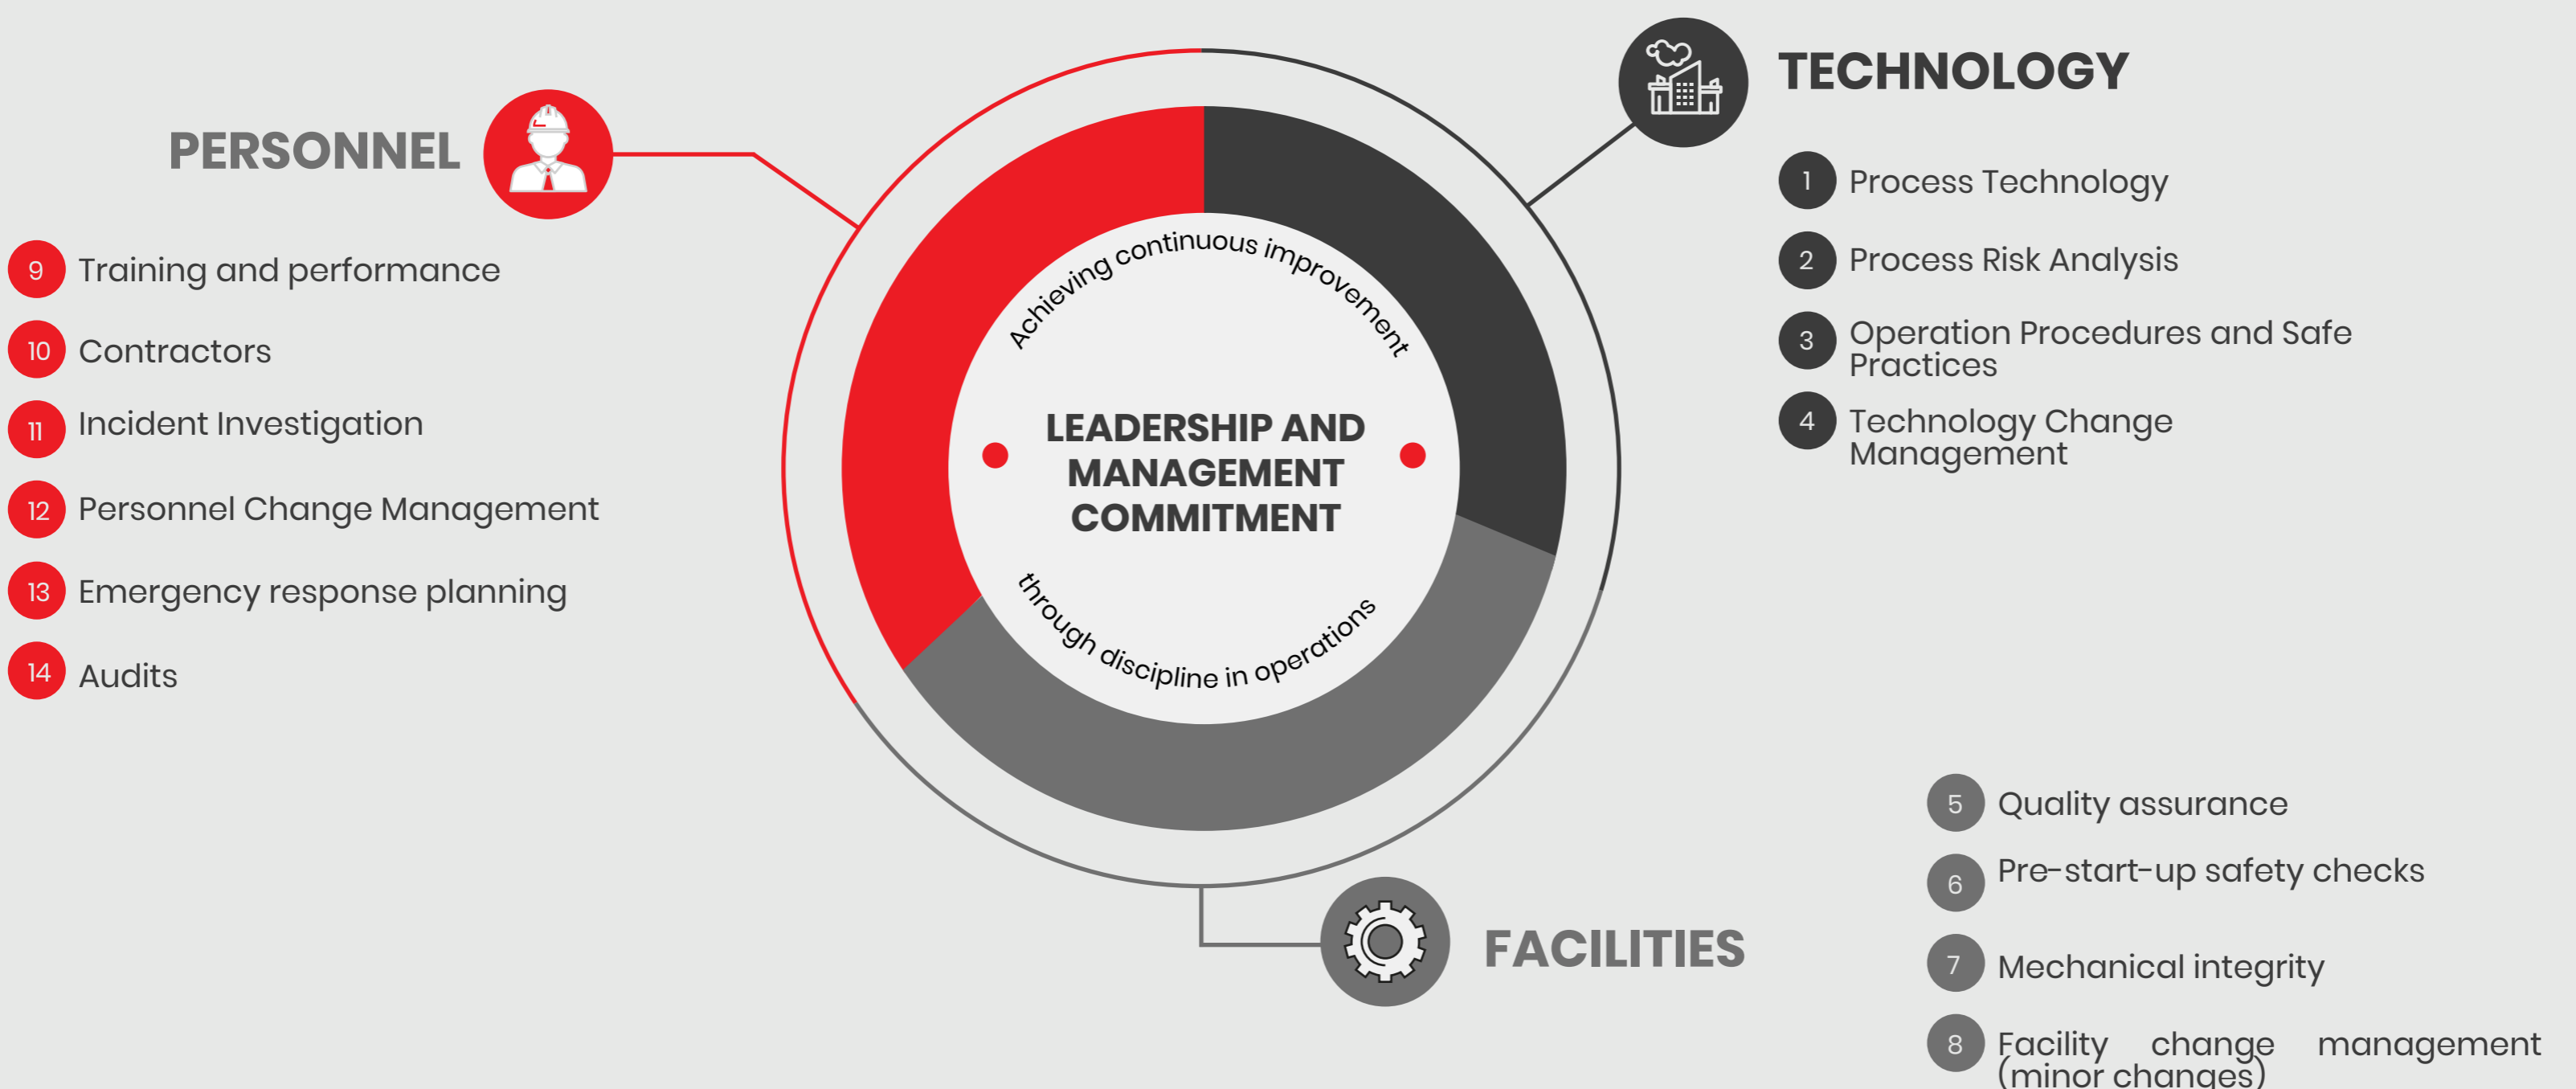 PERSONNEL
9 Training and performance
10 Contractors
11 Incident Investigation
12 Personnel Change Management
13 Emergency response planning
14 Audits
Achieving continuous improvement
LEADERSHIP AND
MANAGEMENT
COMMITMENT
through discipline in operations
TECHNOLOGY
1 Process Technology
2 Process Risk Analysis
3 Operation Procedures and Safe
Practices
4 Technology Change
Management
FACILITIES
5 Quality assurance
6 Pre-start-up safety checks
7 Mechanical integrity
8 Facility change management
(minor changes)